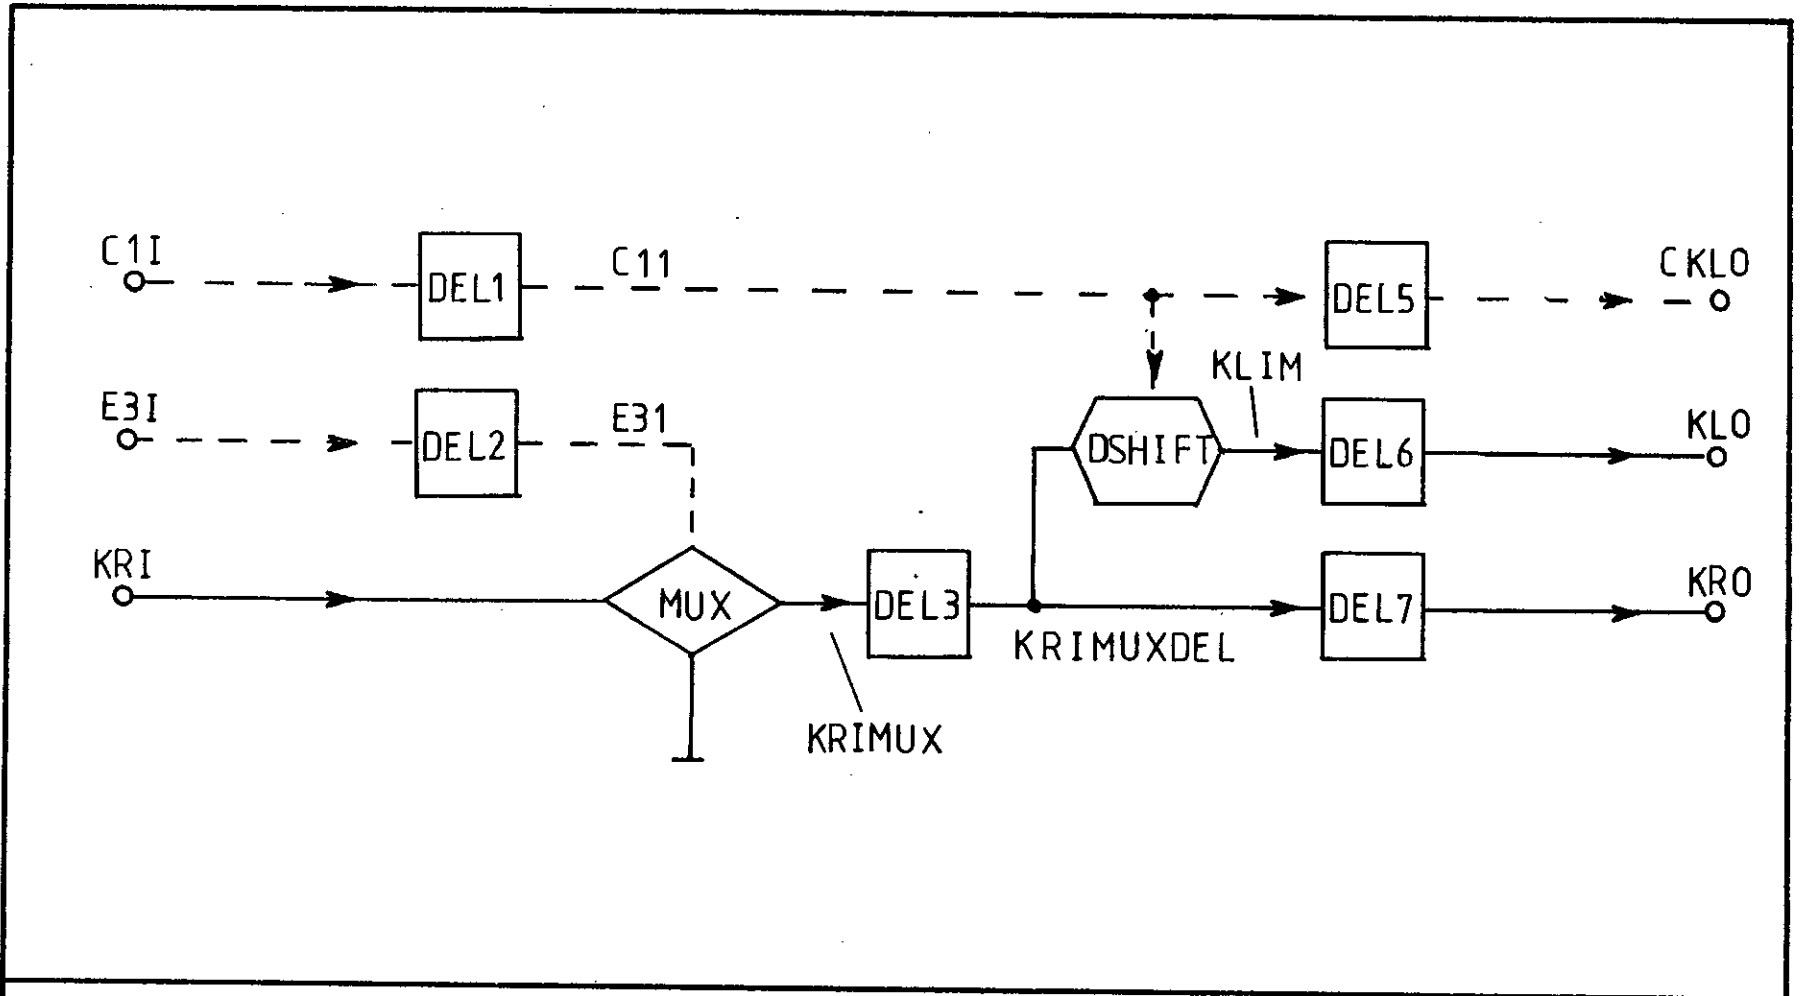 C1I
DEL1
C11
DEL5
CKLO
E3I
DEL2
E31
KLIM
DSHIFT
DEL6
KLO
KRI
MUX
DEL3
KRIMUXDEL
DEL7
KRO
KRIMUX